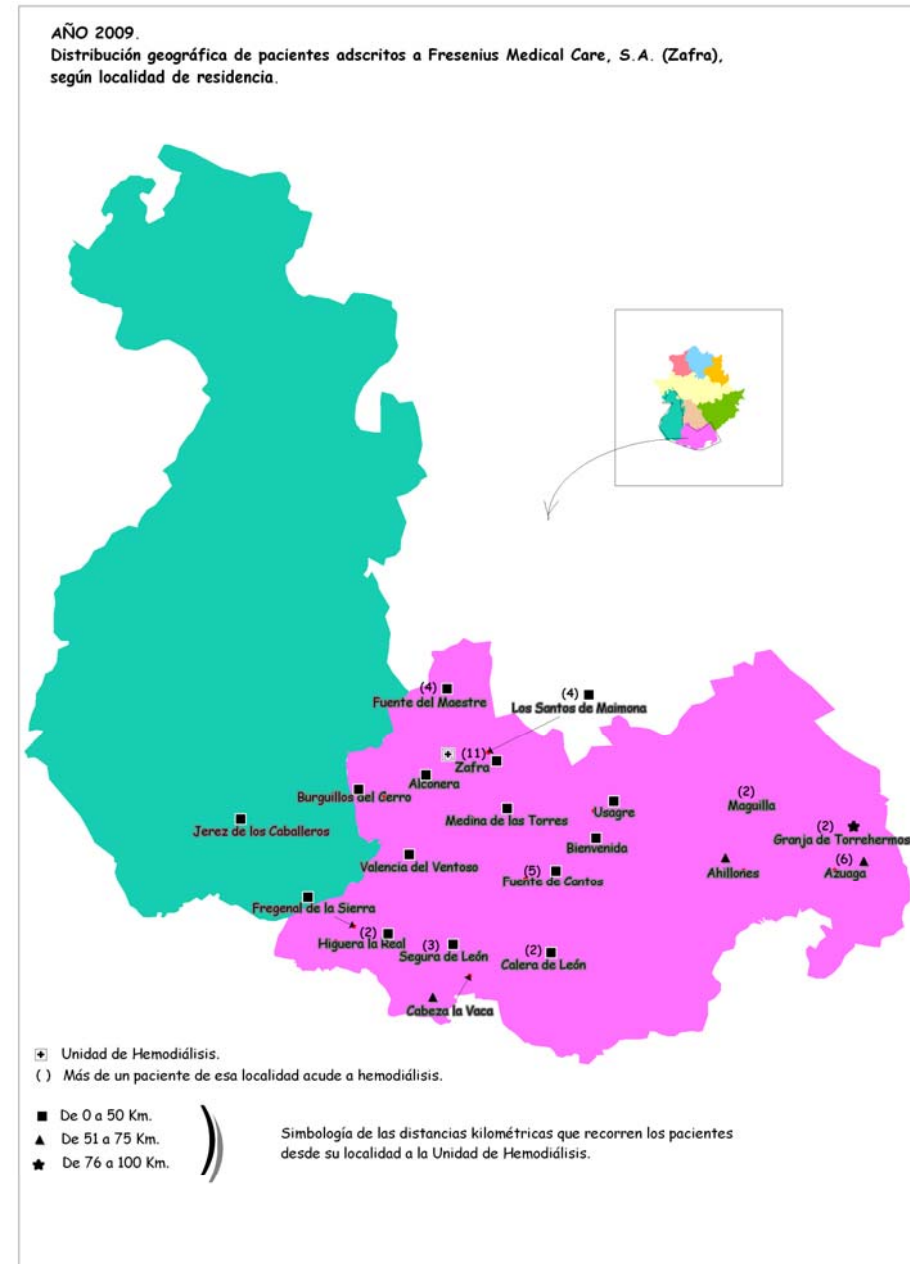 AÑO 2009.
Distribución geográfica de pacientes adscritos a Fresenius Medical Care, S.A. (Zafra),
según localidad de residencia.
(4)
Fuente del Maestre
(4)
Los Santos de Maimona
(11)
Zafra
Alconera
Burguillos del Cerro
Jerez de los Caballeros
Medina de las Torres
Usagre
(2)
Maguilla
(2)
Granja de Torrehermosa
Bienvenida
Valencia del Ventoso
(5)
Fuente de Cantos
Ahillones
(6)
Azuaga
Fregenal de la Sierra
(2)
Higuera la Real
(3)
Segura de León
(2)
Calera de León
Cabeza la Vaca
Unidad de Hemodiálisis.
( ) Más de un paciente de esa localidad acude a hemodiálisis.
De 0 a 50 Km.
De 51 a 75 Km.
De 76 a 100 Km.
Simbología de las distancias kilométricas que recorren los pacientes
desde su localidad a la Unidad de Hemodiálisis.